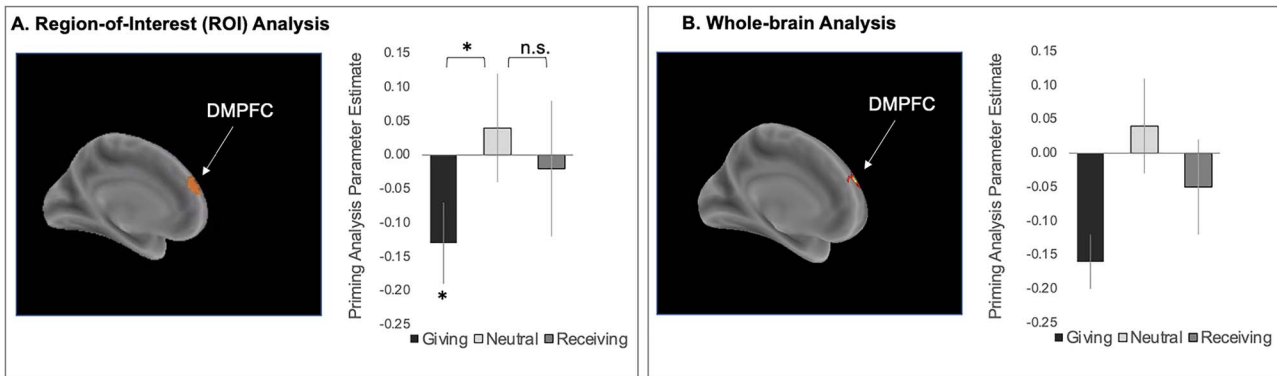 A. Region-of-Interest (ROI) Analysis
DMPFC
Priming Analysis Parameter Estimate
0.15
0.10
0.05
0.00
-0.05
-0.10
-0.15
-0.20
-0.25
* n.s.
*
Giving Neutral Receiving
B. Whole-brain Analysis
DMPFC
Priming Analysis Parameter Estimate
0.15
0.10
0.05
0.00
-0.05
-0.10
-0.15
-0.20
-0.25
Giving Neutral Receiving